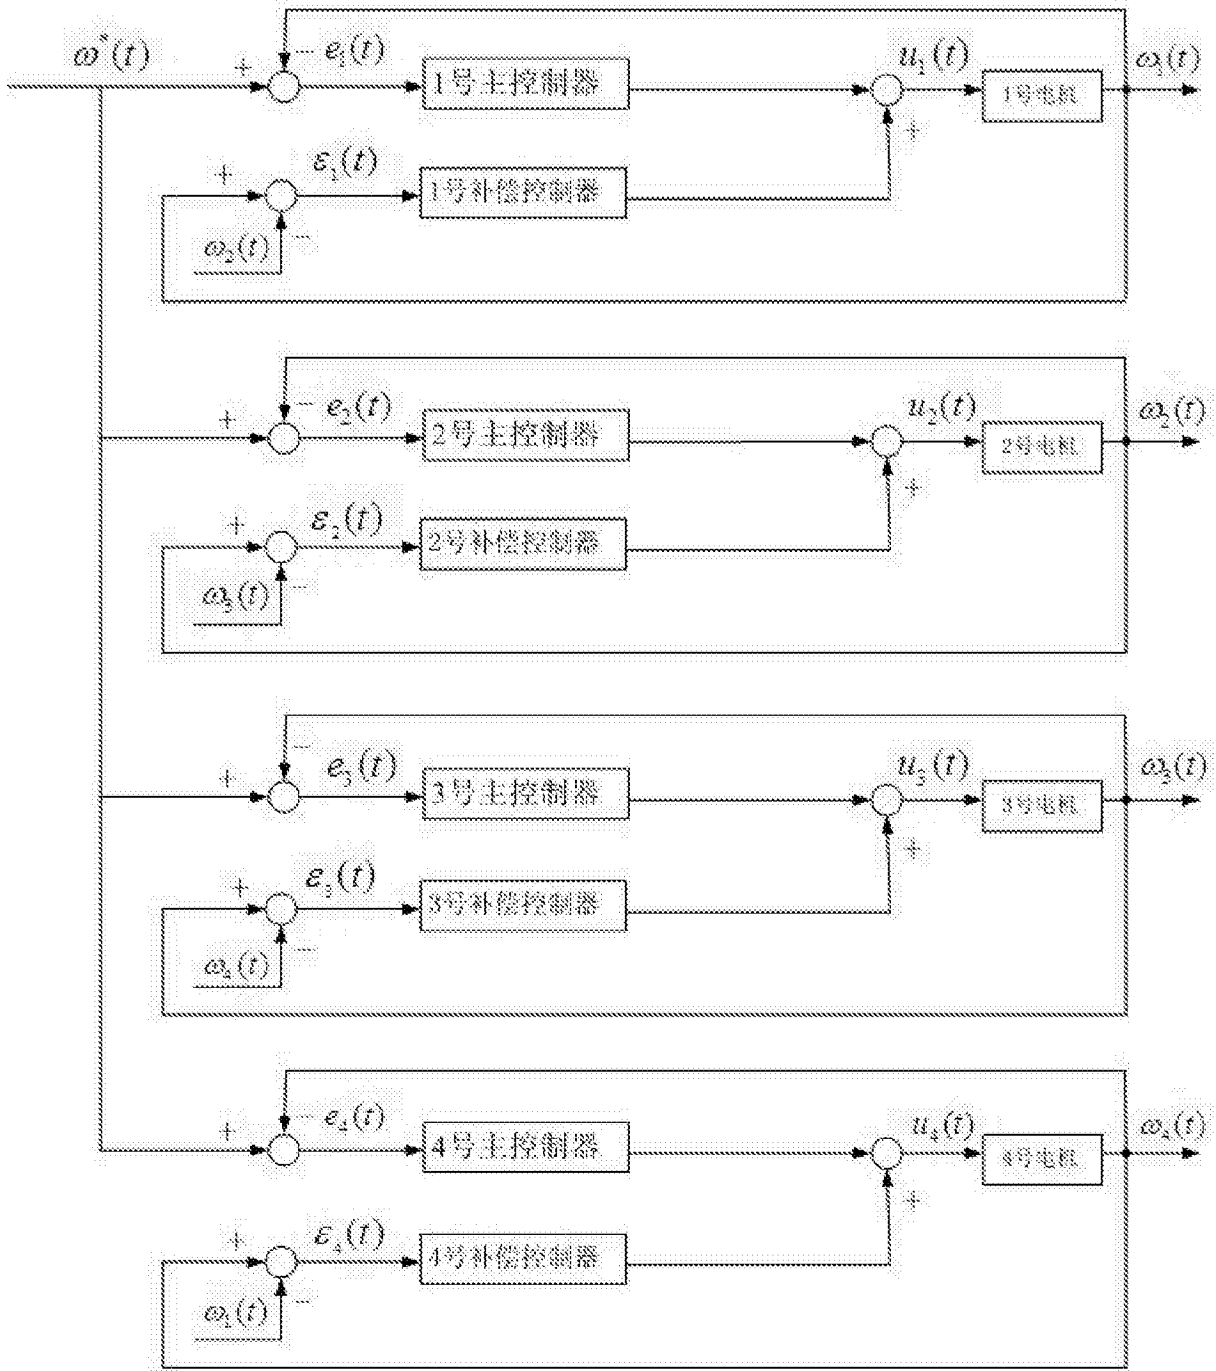 ω*(t)
− e₁(t)
+
1号主控制器
u₁(t)
1号电机
ω₁(t)
+
+
ε₁(t)
1号补偿控制器
ω₂(t)
−
− e₂(t)
+
2号主控制器
u₂(t)
2号电机
ω₂(t)
+
+
ε₂(t)
2号补偿控制器
ω₃(t)
−
−
e₃(t)
+
3号主控制器
u₃(t)
3号电机
ω₃(t)
+
+
ε₃(t)
3号补偿控制器
ω₄(t)
−
− e₄(t)
+
4号主控制器
u₄(t)
4号电机
ω₄(t)
+
+
ε₄(t)
4号补偿控制器
ω₁(t)
−